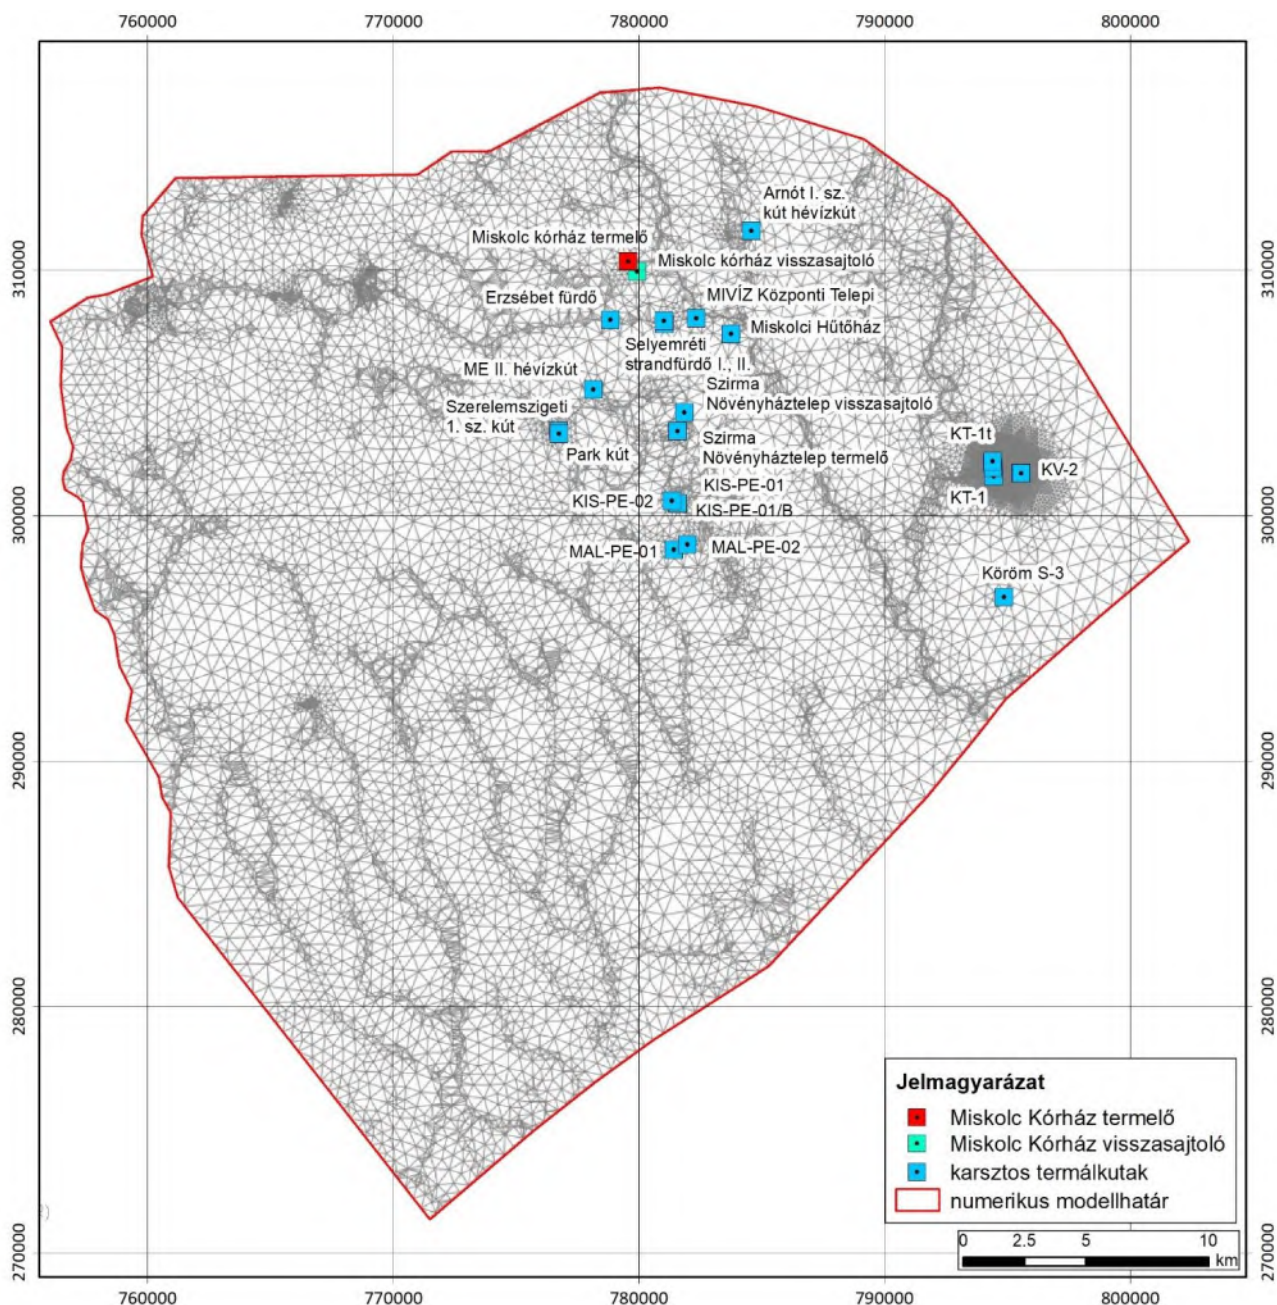 760000
770000
780000
790000
800000
Arnót I. sz.
kút hévízkút
Miskolc kórház termelő
Miskolc kórház visszasajtoló
310000
310000
Erzsébet fürdő
MIVÍZ Központi Telepi
Miskolci Hűtőház
Selyemréti
strandfürdő I., II.
ME II. hévízkút
Szirma
Növényháztelep visszasajtoló
Szerelemszigeti
1. sz. kút
Park kút
Szirma
Növényháztelep termelő
KT-1t
KV-2
KT-1
KIS-PE-01
KIS-PE-02
KIS-PE-01/B
300000
300000
MAL-PE-01
MAL-PE-02
Köröm S-3
290000
290000
280000
280000
Jelmagyarázat
Miskolc Kórház termelő
Miskolc Kórház visszasajtoló
karsztos termálkutak
numerikus modellhatár
0
2.5
5
10
km
270000
270000
760000
770000
780000
790000
800000